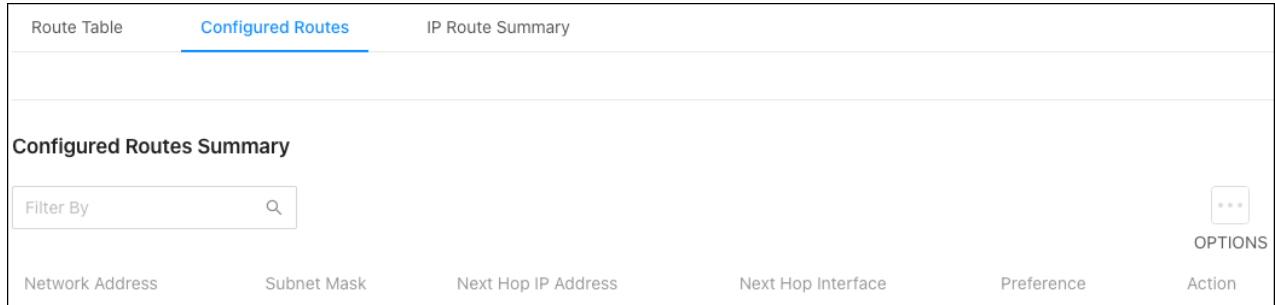 Route Table Configured Routes IP Route Summary
Configured Routes Summary
Filter By
OPTIONS
Network Address Subnet Mask Next Hop IP Address Next Hop Interface Preference Action